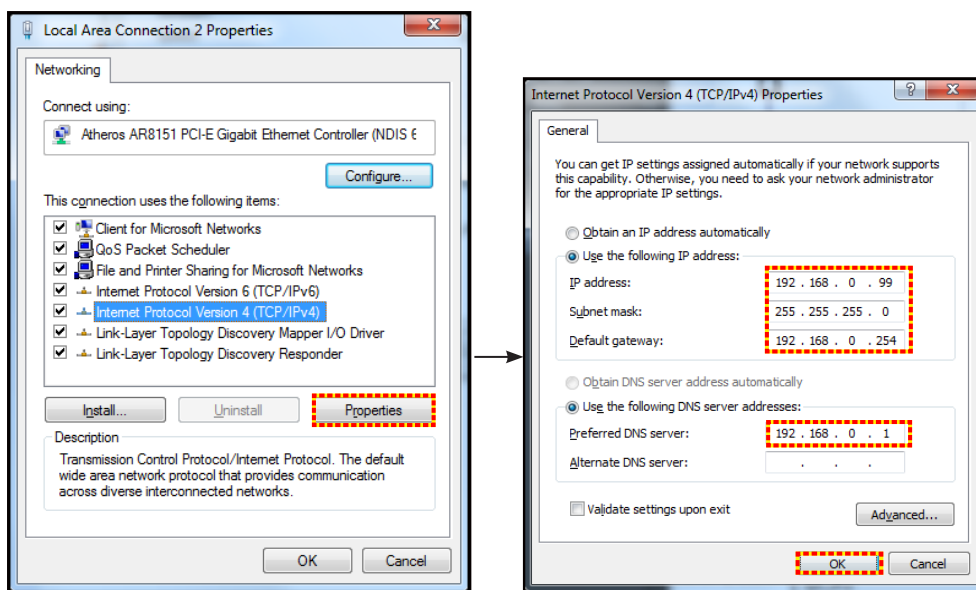 Local Area Connection 2 Properties
Networking
Connect using:
Atheros AR8151 PCI-E Gigabit Ethernet Controller (NDIS 6
Configure...
This connection uses the following items:
Client for Microsoft Networks
QoS Packet Scheduler
File and Printer Sharing for Microsoft Networks
Internet Protocol Version 6 (TCP/IPv6)
Internet Protocol Version 4 (TCP/IPv4)
Link-Layer Topology Discovery Mapper I/O Driver
Link-Layer Topology Discovery Responder
Install...
Uninstall
Properties
Description
Transmission Control Protocol/Internet Protocol. The default
wide area network protocol that provides communication
across diverse interconnected networks.
OK
Cancel
Internet Protocol Version 4 (TCP/IPv4) Properties
General
You can get IP settings assigned automatically if your network supports
this capability. Otherwise, you need to ask your network administrator
for the appropriate IP settings.
Obtain an IP address automatically
Use the following IP address:
IP address: 192 . 168 . 0 . 99
Subnet mask: 255 . 255 . 255 . 0
Default gateway: 192 . 168 . 0 . 254
Obtain DNS server address automatically
Use the following DNS server addresses:
Preferred DNS server: 192 . 168 . 0 . 1
Alternate DNS server: . . .
Validate settings upon exit
Advanced...
OK
Cancel